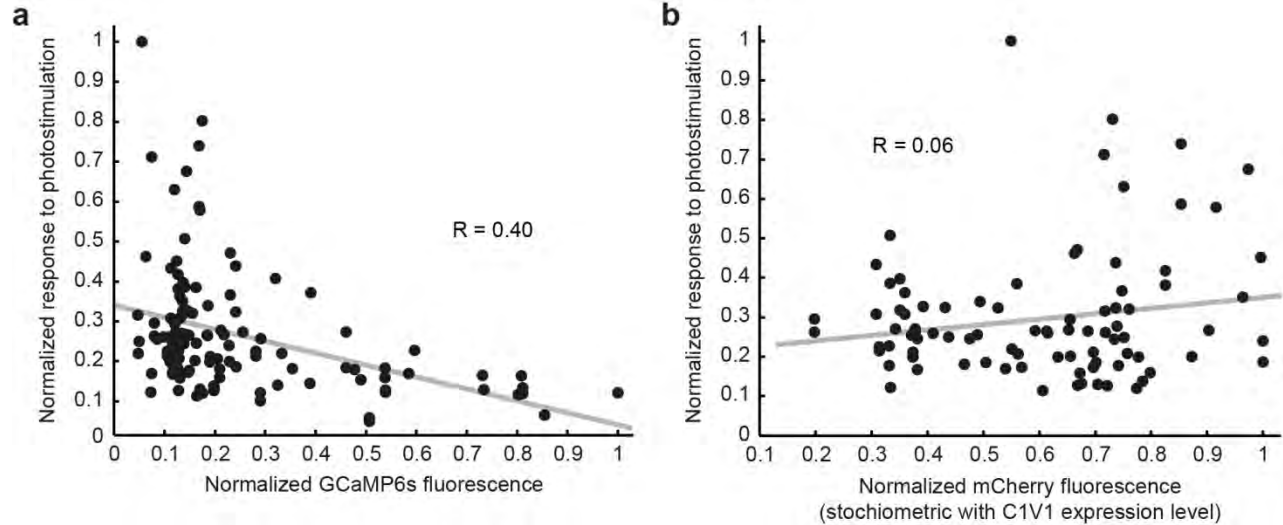 a
Normalized response to photostimulation
1
0.9
0.8
0.7
0.6
0.5
0.4
0.3
0.2
0.1
0
R = 0.40
0 0.1 0.2 0.3 0.4 0.5 0.6 0.7 0.8 0.9 1
Normalized GCaMP6s fluorescence
b
Normalized response to photostimulation
1
0.9
0.8
0.7
0.6
0.5
0.4
0.3
0.2
0.1
0
R = 0.06
0.1 0.2 0.3 0.4 0.5 0.6 0.7 0.8 0.9 1
Normalized mCherry fluorescence
(stochiometric with C1V1 expression level)